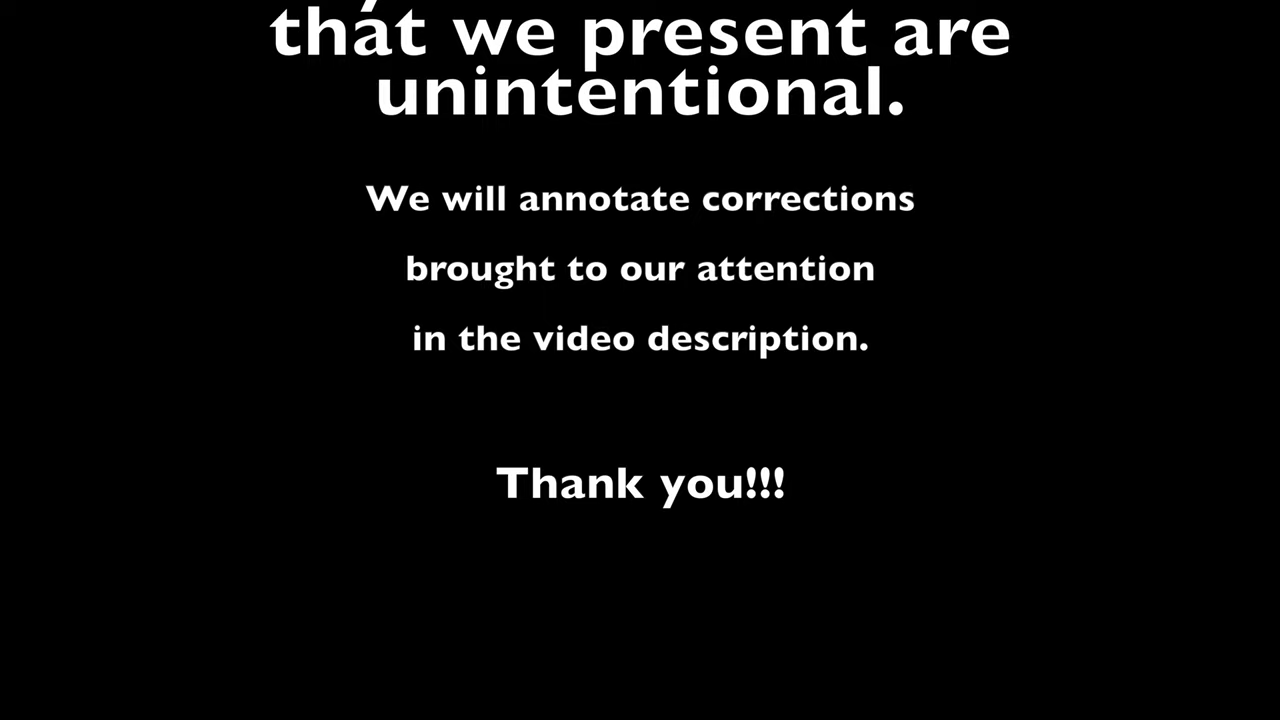 that we present are
unintentional.
We will annotate corrections
brought to our attention
in the video description.
Thank you!!!